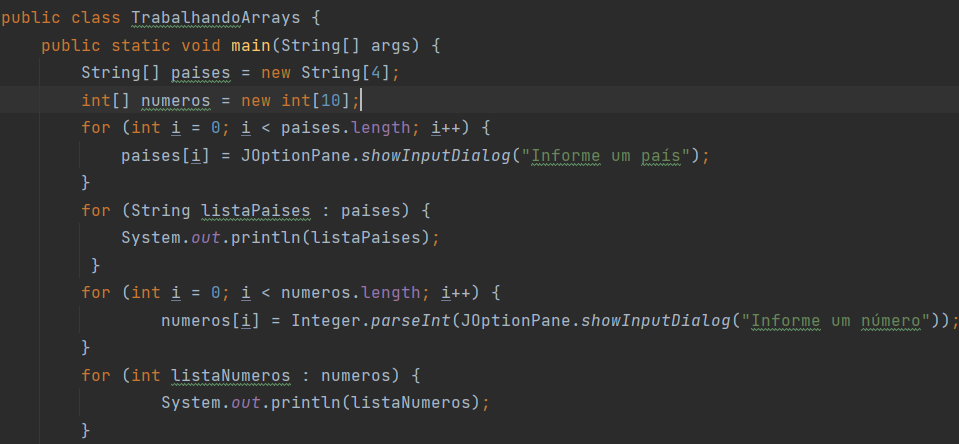 public class TrabalhandoArrays {
    public static void main(String[] args) {
        String[] paises = new String[4];
        int[] numeros = new int[10];
        for (int i = 0; i < paises.length; i++) {
            paises[i] = JOptionPane.showInputDialog("Informe um país");
        }
        for (String listaPaises : paises) {
            System.out.println(listaPaises);
         }
        for (int i = 0; i < numeros.length; i++) {
                numeros[i] = Integer.parseInt(JOptionPane.showInputDialog("Informe um número"));
        }
        for (int listaNumeros : numeros) {
                System.out.println(listaNumeros);
        }